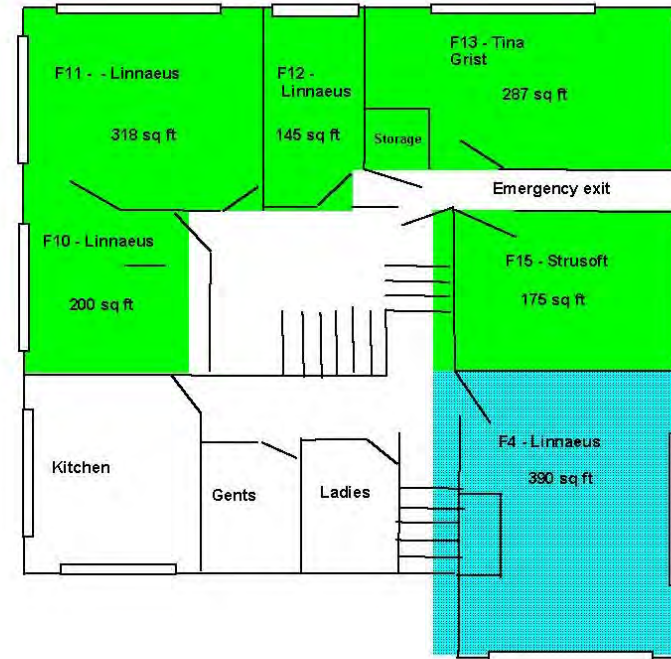 F11 - - Linnaeus
318 sq ft
F12 -
Linnaeus
145 sq ft
F13 - Tina
Grist
287 sq ft
Storage
Emergency exit
F10 - Linnaeus
200 sq ft
F15 - Strusoft
175 sq ft
F4 - Linnaeus
390 sq ft
Kitchen
Gents
Ladies